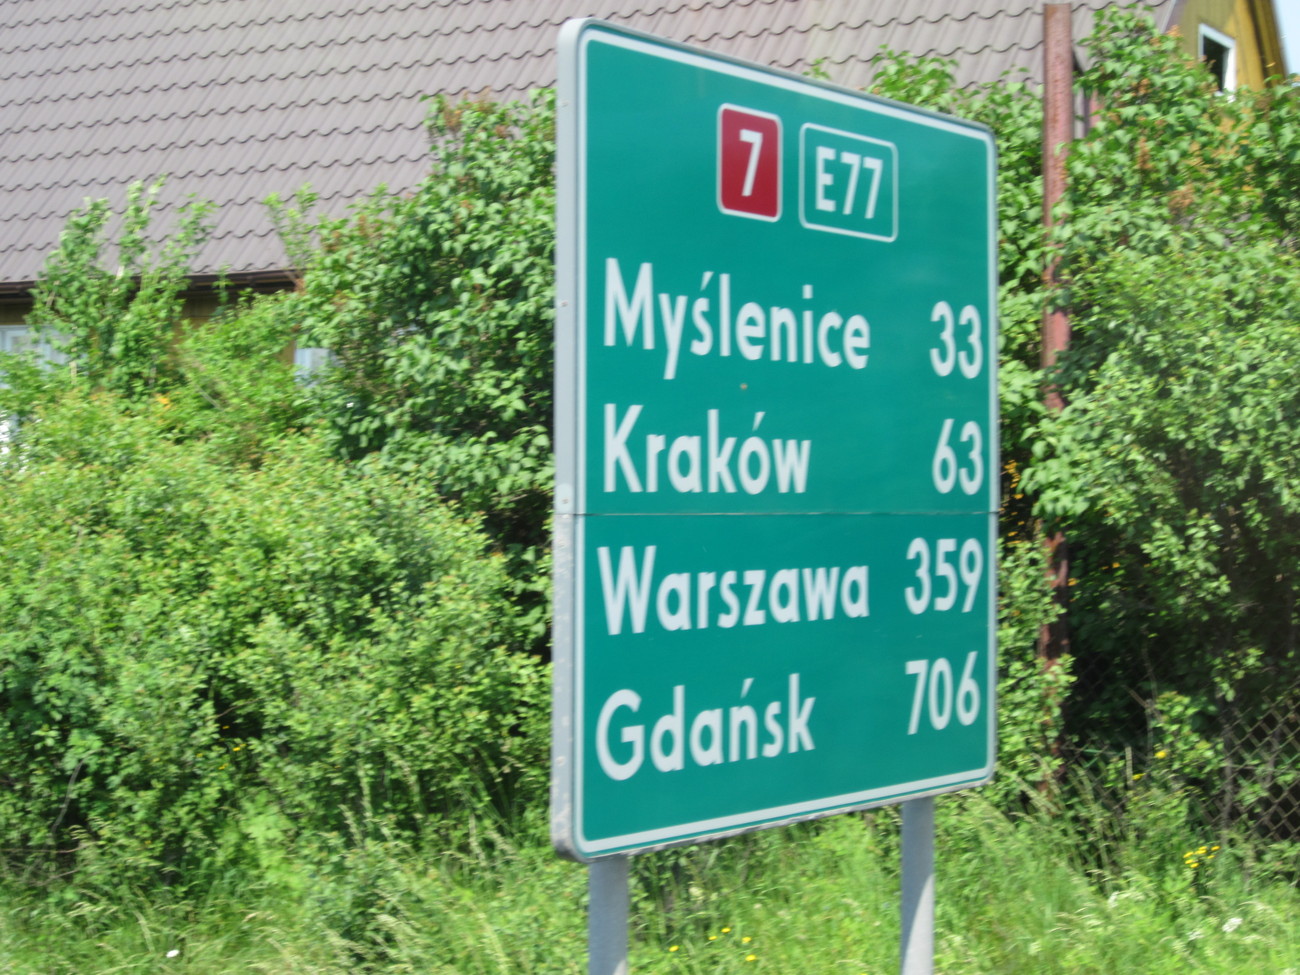 7 E77
Myślenice 33
Kraków 63
Warszawa 359
Gdańsk 706